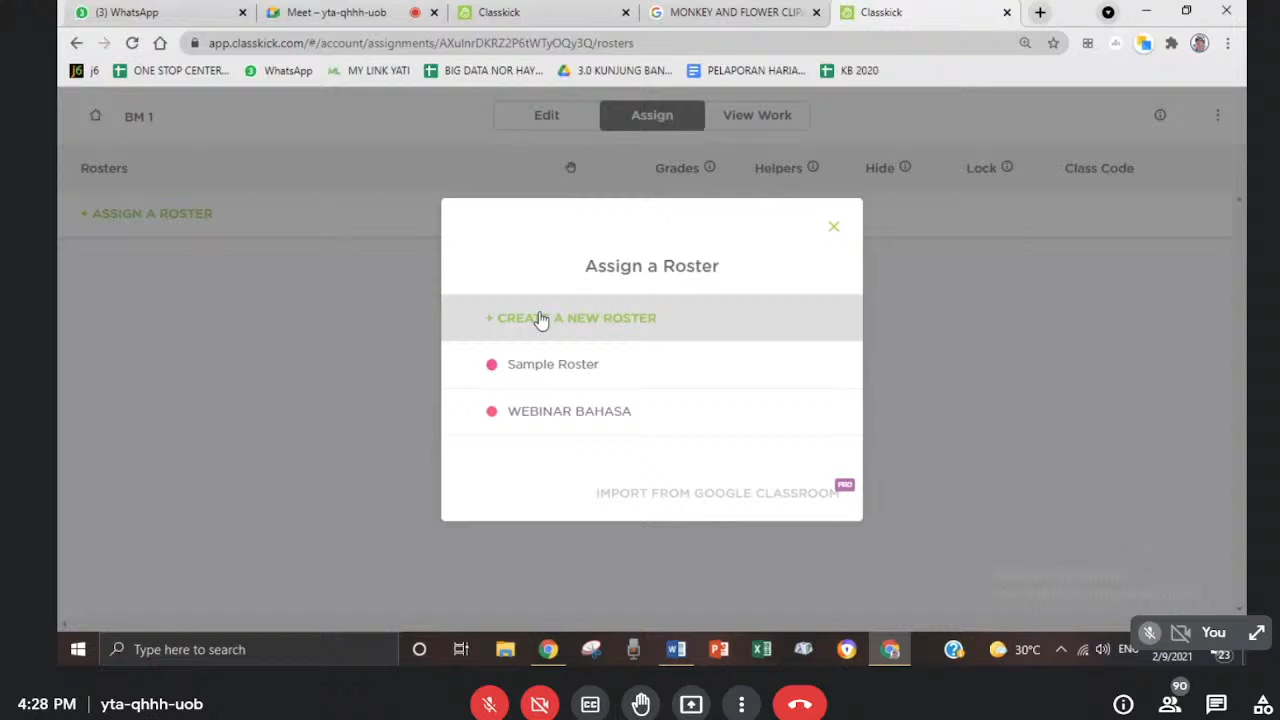 (3) WhatsApp
Meet – yta-qhhh-uob
Classkick
MONKEY AND FLOWER CLIP
Classkick
app.classkick.com/#/account/assignments/AXuInrDKRZ2P6tWTyOQy3Q/rosters
j6
ONE STOP CENTER...
WhatsApp
MY LINK YATI
BIG DATA NOR HAY...
3.0 KUNJUNG BAN...
PELAPORAN HARIA...
KB 2020
BM 1
Edit
Assign
View Work
Rosters
Grades
Helpers
Hide
Lock
Class Code
+ ASSIGN A ROSTER
Assign a Roster
+ CREATE A NEW ROSTER
Sample Roster
WEBINAR BAHASA
IMPORT FROM GOOGLE CLASSROOM
PRO
You
Type here to search
30°C
ENG
2/9/2021
23
4:28 PM | yta-qhhh-uob
90